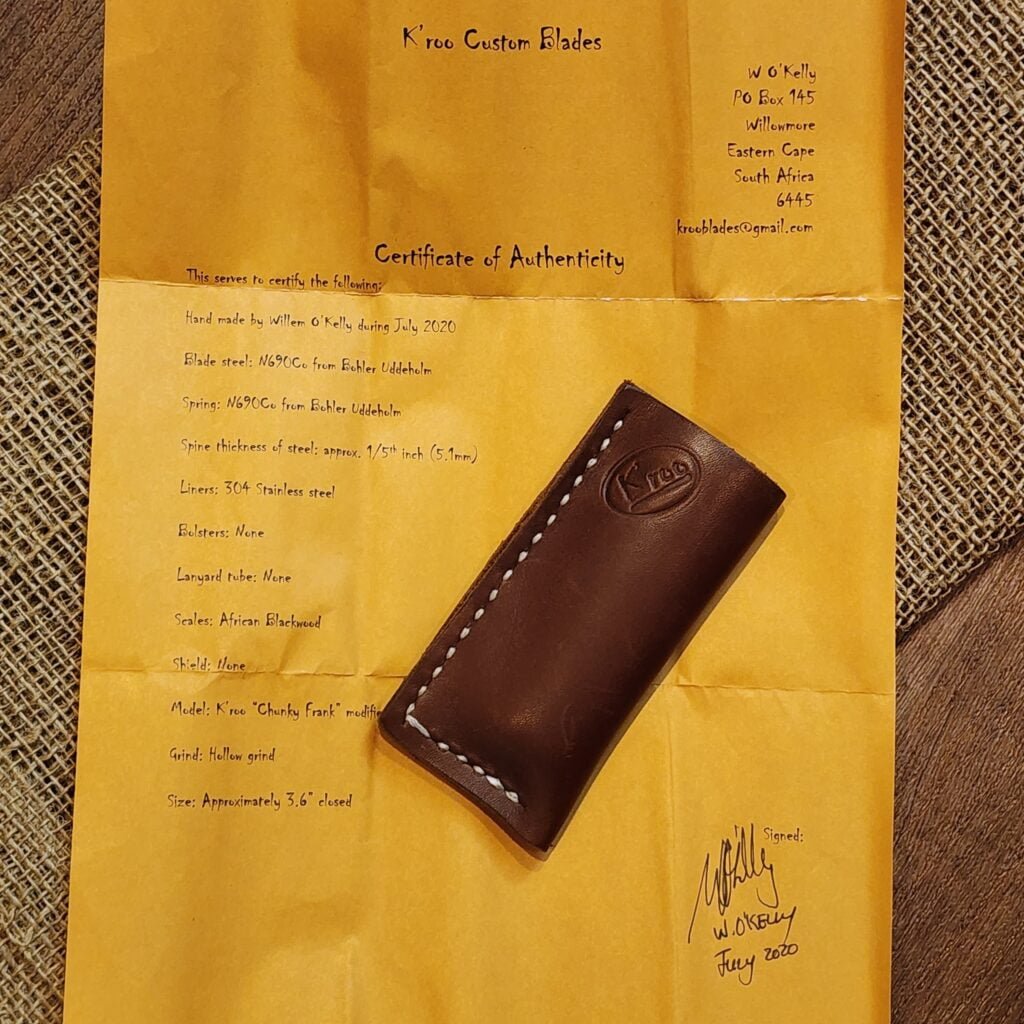 K'roo Custom Blades
W O'Kelly
PO Box 145
Willowmore
Eastern Cape
South Africa
6445
krooblades@gmail.com
Certificate of Authenticity
This serves to certify the following:
Hand made by Willem O'Kelly during July 2020
Blade steel: N690Co from Bohler Uddeholm
Spring: N690Co from Bohler Uddeholm
Spine thickness of steel: approx. 1/5th inch (5.1mm)
Liners: 304 Stainless steel
Bolsters: None
Lanyard tube: None
Scales: African Blackwood
Shield: None
Model: K'roo "Chunky Frank"
Grind: Hollow grind
Size: Approximately 3,6" closed
K'roo
Signed:
W. O'KELLY
July 2020